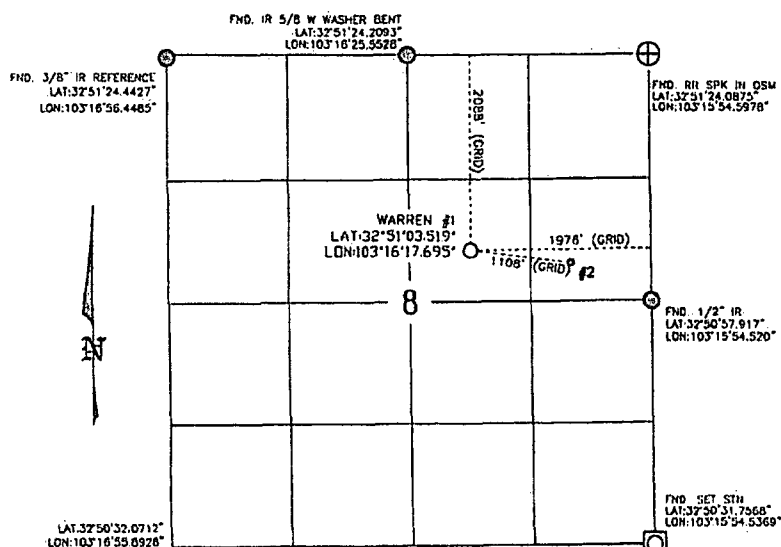 FND. IR 5/8 W WASHER BENT
LAT:32°51'24.2093"
LON:103°16'25.5528"
FND. 3/8" IR REFERENCE
LAT:32°51'24.4427"
LON:103°16'56.4485"
FND. RR SPK IN OSM
LAT:32°51'24.0875"
LON:103°15'54.5978"
2088' (GRID)
WARREN #1
LAT:32°51'03.519"
LON:103°16'17.695"
1978' (GRID)
1108' (GRID)
#2
8
FND. 1/2" IR
LAT:32°50'57.917"
LON:103°15'54.520"
N
FND SET STN
LAT:32°50'31.7568"
LON:103°15'54.5369"
LAT:32°50'32.0712"
LON:103°16'55.8928"